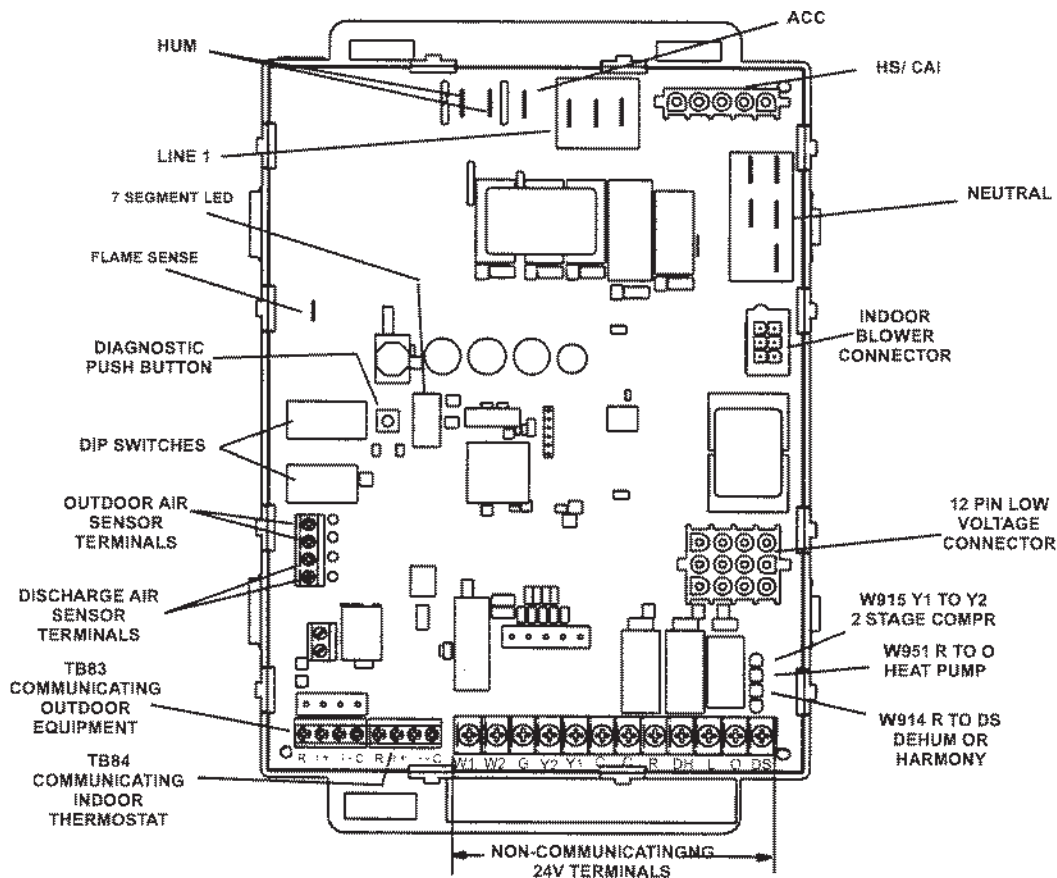 ACC
HUM
HS/ CAI
LINE 1
7 SEGMENT LED
NEUTRAL
FLAME SENSE
INDOOR
BLOWER
CONNECTOR
DIAGNOSTIC
PUSH BUTTON
DIP SWITCHES
OUTDOOR AIR
SENSOR
TERMINALS
12 PIN LOW
VOLTAGE
CONNECTOR
DISCHARGE AIR
SENSOR
TERMINALS
W915 Y1 TO Y2
2 STAGE COMPR
W951 R TO O
HEAT PUMP
TB83
COMMUNICATING
OUTDOOR
EQUIPMENT
W914 R TO DS
DEHUM OR
HARMONY
TB84
COMMUNICATING
INDOOR
THERMOSTAT
R I+ I- C R C
W1 W2 G Y2 Y1 C C R DH L O DS
NON-COMMUNICATINGMG
24V TERMINALS